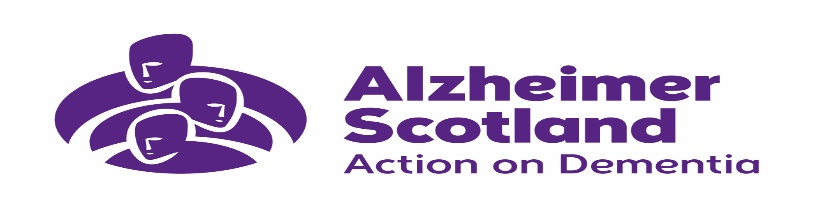 Alzheimer
Scotland
Action on Dementia